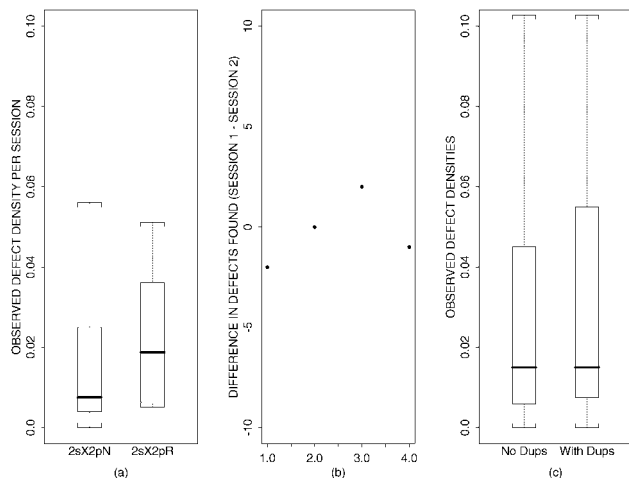 OBSERVED DEFECT DENSITY PER SESSION
0.10
0.08
0.06
0.04
0.02
0.0
2sX2pN 2sX2pR
(a)
DIFFERENCE IN DEFECTS FOUND (SESSION 1 - SESSION 2)
10
5
0
-5
-10
1.0 2.0 3.0 4.0
(b)
OBSERVED DEFECT DENSITIES
0.10
0.08
0.06
0.04
0.02
0.0
No Dups With Dups
(c)